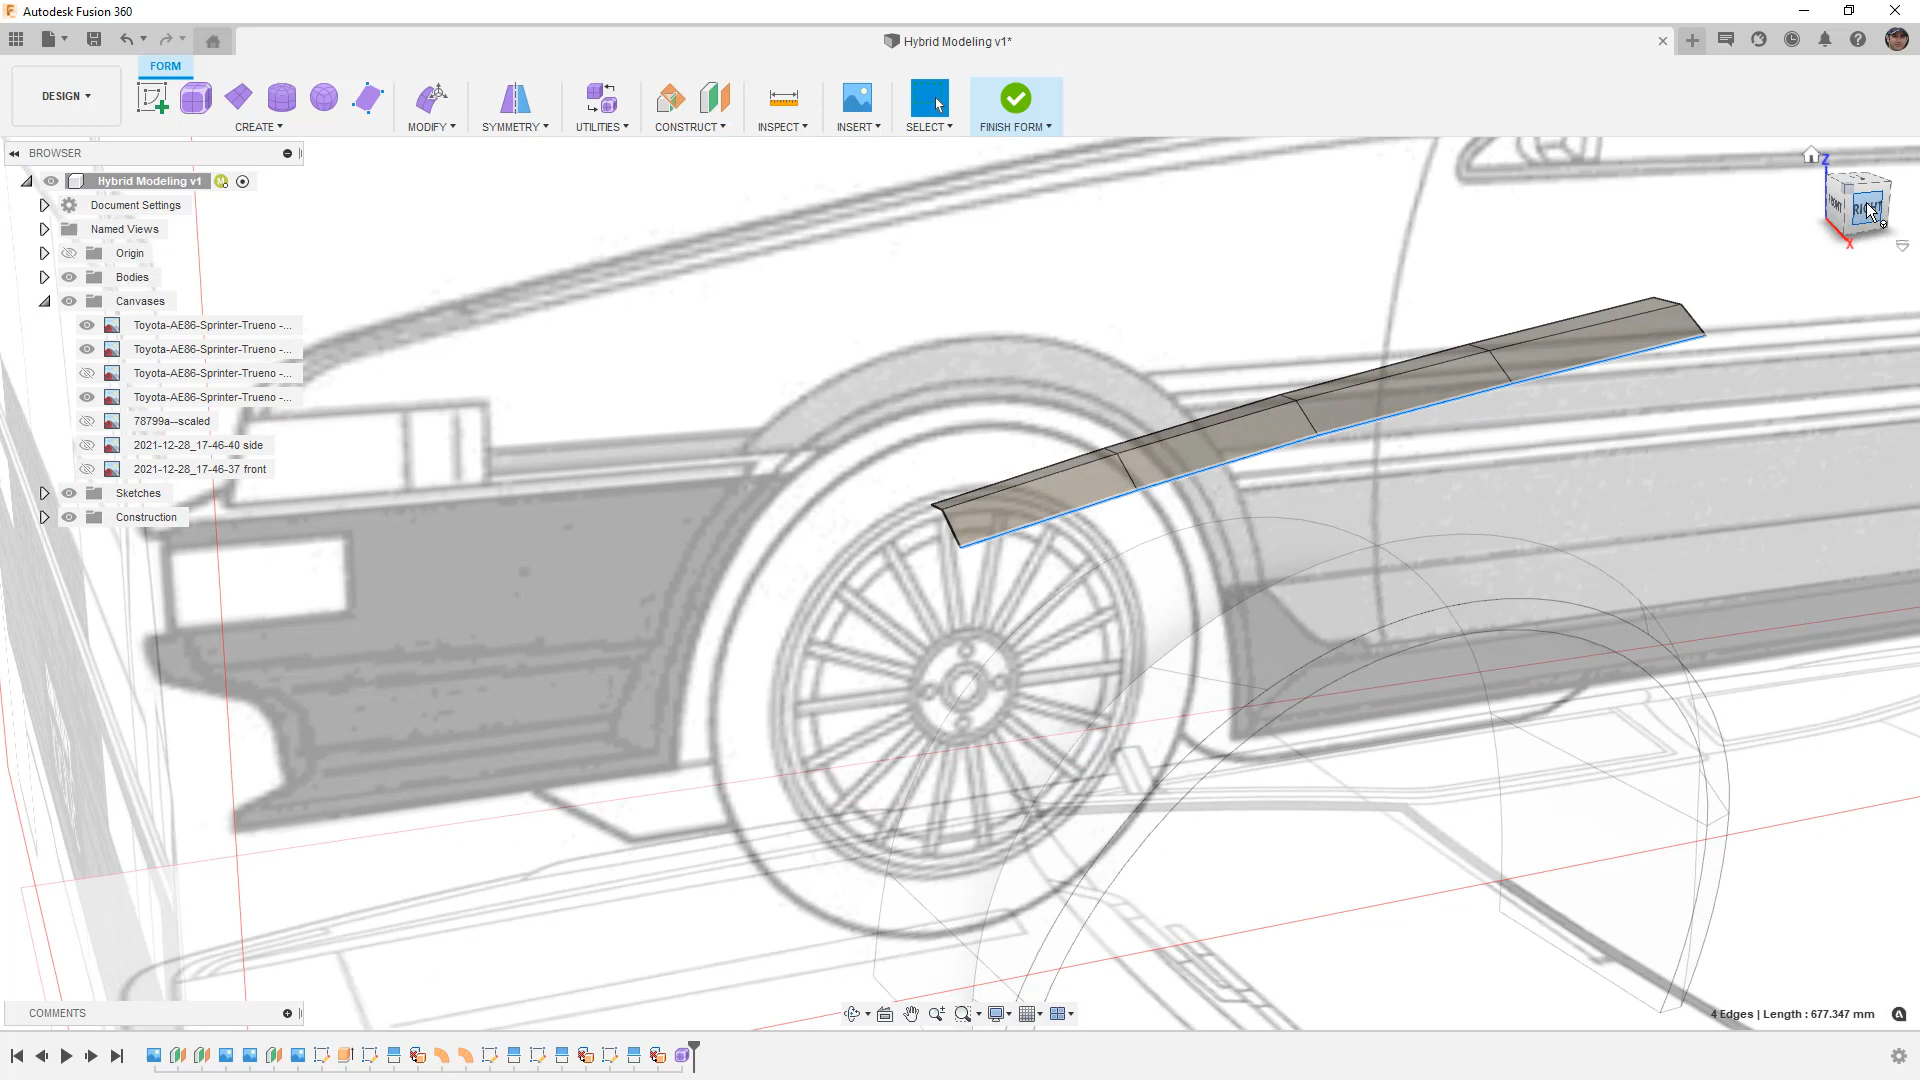 Autodesk Fusion 360
Hybrid Modeling v1*
FORM
DESIGN
CREATE
MODIFY
SYMMETRY
UTILITIES
CONSTRUCT
INSPECT
INSERT
SELECT
FINISH FORM
BROWSER
Hybrid Modeling v1
Document Settings
Named Views
Origin
Bodies
Canvases
Toyota-AE86-Sprinter-Trueno -...
Toyota-AE86-Sprinter-Trueno -...
Toyota-AE86-Sprinter-Trueno -...
Toyota-AE86-Sprinter-Trueno -...
78799a--scaled
2021-12-28_17-46-40 side
2021-12-28_17-46-37 front
Sketches
Construction
Z
FRONT
RIGHT
X
COMMENTS
4 Edges | Length : 677.347 mm